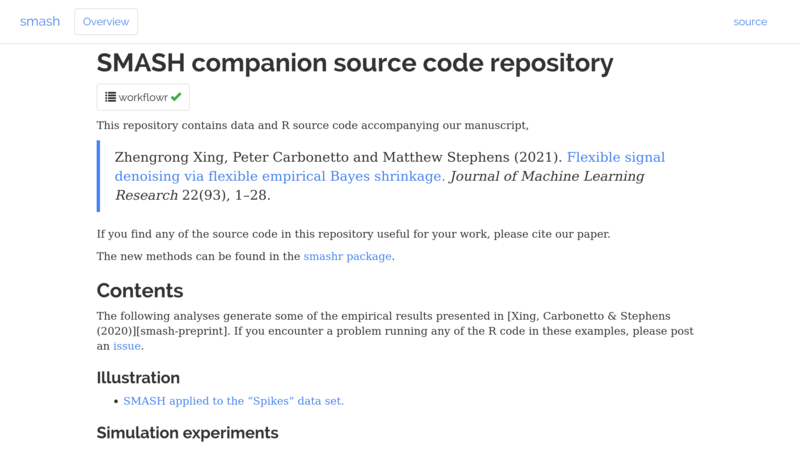 smash
Overview
source
SMASH companion source code repository
workflowr
This repository contains data and R source code accompanying our manuscript,
Zhengrong Xing, Peter Carbonetto and Matthew Stephens (2021). Flexible signal
denoising via flexible empirical Bayes shrinkage. Journal of Machine Learning
Research 22(93), 1–28.
If you find any of the source code in this repository useful for your work, please cite our paper.
The new methods can be found in the smashr package.
Contents
The following analyses generate some of the empirical results presented in [Xing, Carbonetto & Stephens
(2020)][smash-preprint]. If you encounter a problem running any of the R code in these examples, please post
an issue.
Illustration
• SMASH applied to the “Spikes” data set.
Simulation experiments